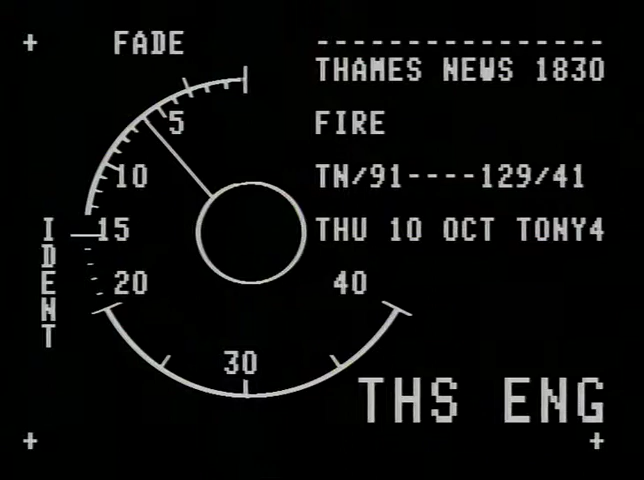 FADE
---------------
THAMES NEWS 1830
5
FIRE
10
TN/91----129/41
IDENT
15
THU 10 OCT TONY4
20
40
30
THS ENG